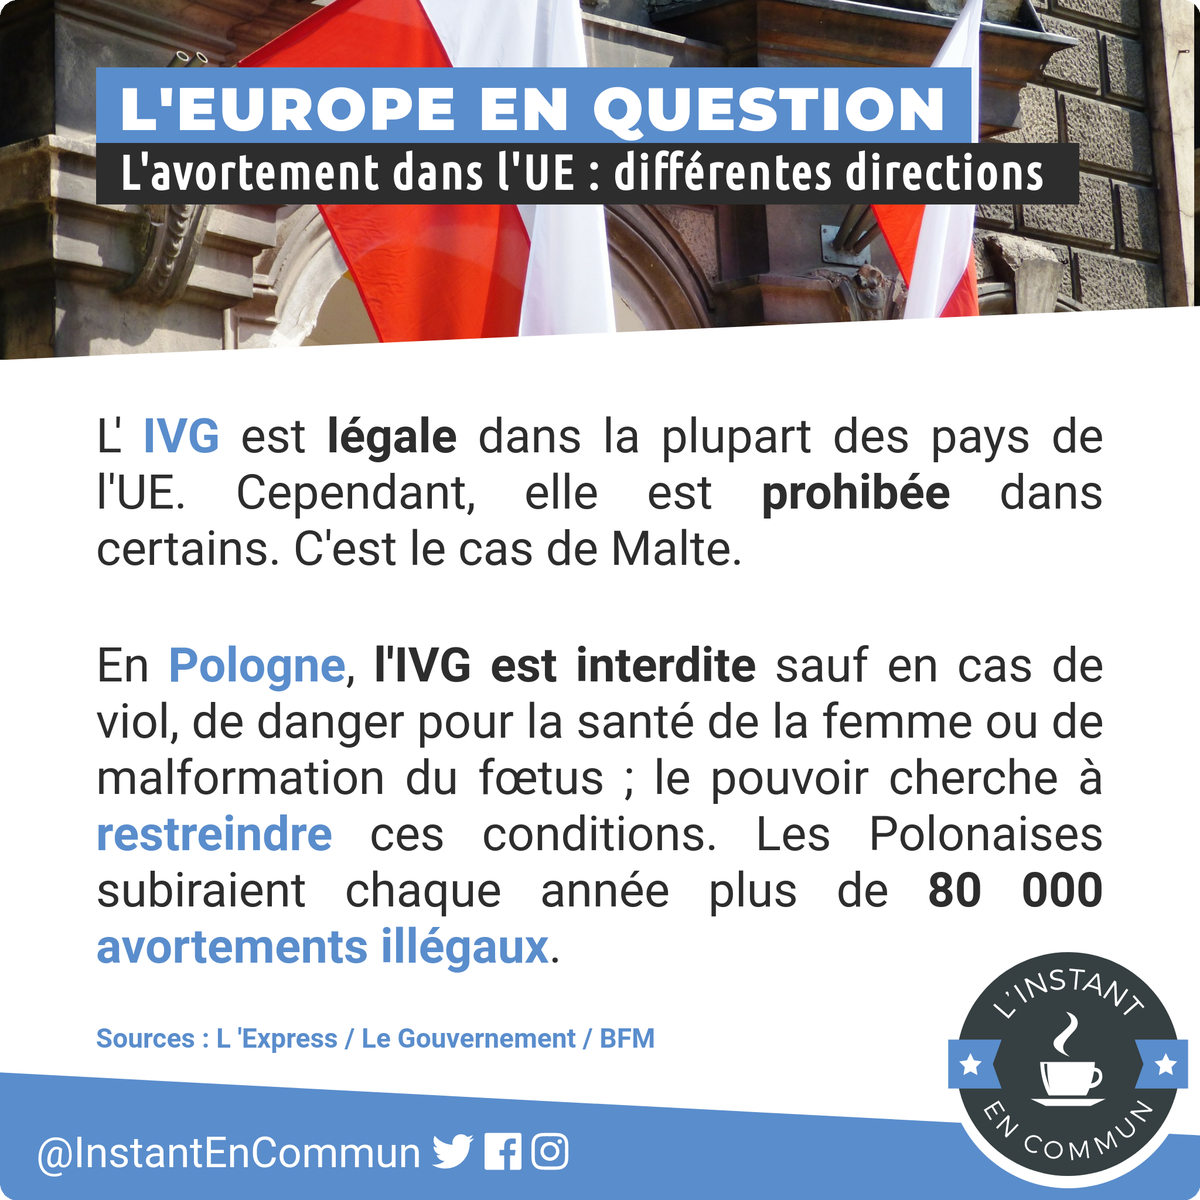 L'EUROPE EN QUESTION
L'avortement dans l'UE : différentes directions
L' IVG est légale dans la plupart des pays de
l'UE. Cependant, elle est prohibée dans
certains. C'est le cas de Malte.
En Pologne, l'IVG est interdite sauf en cas de
viol, de danger pour la santé de la femme ou de
malformation du fœtus ; le pouvoir cherche à
restreindre ces conditions. Les Polonaises
subiraient chaque année plus de 80 000
avortements illégaux.
Sources : L 'Express / Le Gouvernement / BFM
L'INSTANT
EN COMMUN
@InstantEnCommun